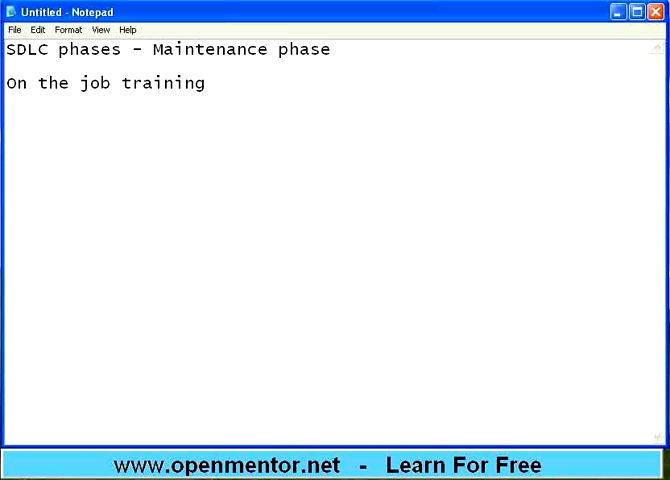 Untitled - Notepad
File Edit Format View Help
SDLC phases - Maintenance phase
On the job training
www.openmentor.net - Learn For Free